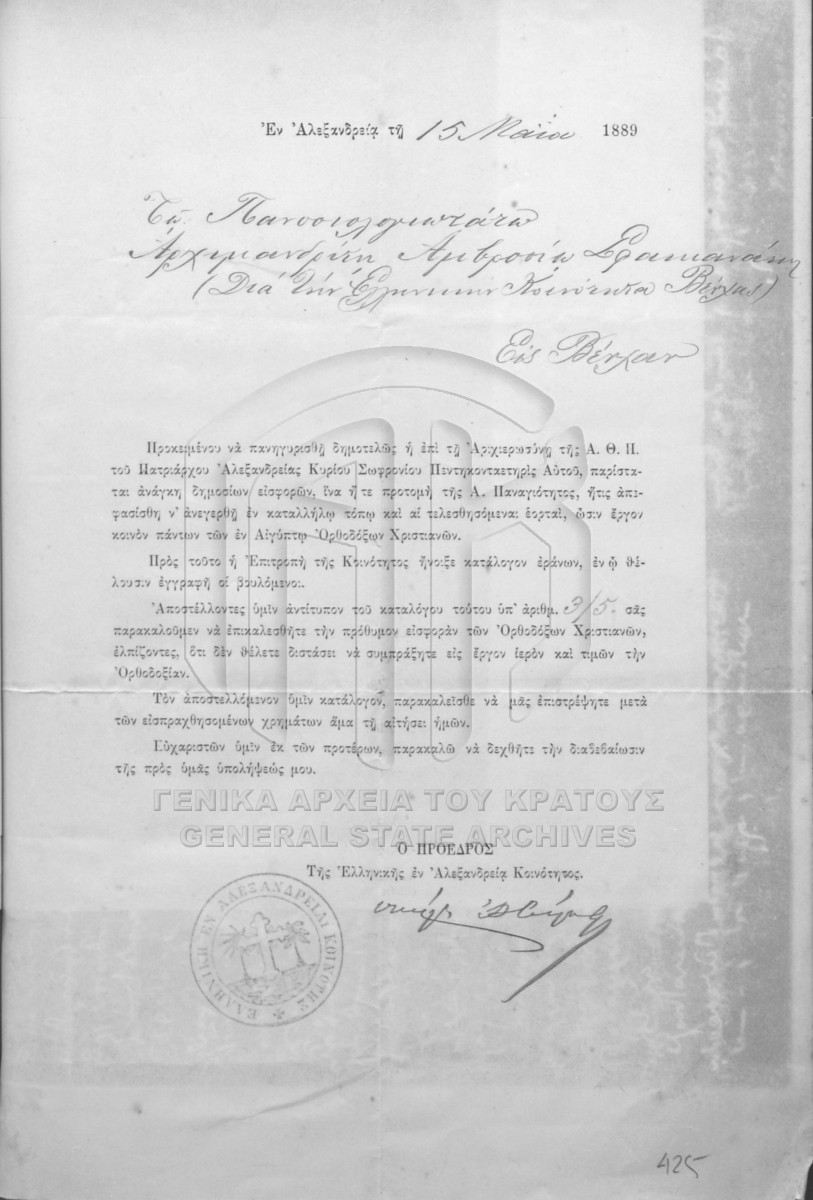 Ἐν Ἀλεξανδρείᾳ τῇ 15 Μαΐου 1889
Τῷ Πανοσιολογιωτάτῳ
Ἀρχιμανδρίτῃ Ἀμβροσίῳ
(Διὰ τὴν Ἑλληνικὴν Κοινότητα Βένχας)
Εἰς Βένχαν
Προκειμένου νὰ πανηγυρισθῇ δημοτελῶς ἡ ἐπὶ τῇ Ἀρχιερωσύνῃ τῆς Α. Θ. Π.
τοῦ Πατριάρχου Ἀλεξανδρείας Κυρίου Σωφρονίου Πεντηκονταετηρὶς Αὐτοῦ, παρίστα-
ται ἀνάγκη δημοσίων εἰσφορῶν, ἵνα ἥ τε προτομὴ τῆς Α. Παναγιότητος, ἥτις ἀπε-
φασίσθη ν' ἀνεγερθῇ ἐν καταλλήλῳ τόπῳ καὶ αἱ τελεσθησόμεναι ἑορταὶ, ὦσιν ἔργον
κοινὸν πάντων τῶν ἐν Αἰγύπτῳ Ὀρθοδόξων Χριστιανῶν.
Πρὸς τοῦτο ἡ Ἐπιτροπὴ τῆς Κοινότητος ἤνοιξε κατάλογον ἐράνων, ἐν ᾧ θέ-
λουσιν ἐγγραφῆ οἱ βουλόμενοι.
Ἀποστέλλοντες ὑμῖν ἀντίτυπον τοῦ καταλόγου τούτου ὑπ' ἀριθμ. 3/5 σᾶς
παρακαλοῦμεν νὰ ἐπικαλεσθῆτε τὴν πρόθυμον εἰσφορὰν τῶν Ὀρθοδόξων Χριστιανῶν,
ἐλπίζοντες, ὅτι δὲν θέλετε διστάσει νὰ συμπράξητε εἰς ἔργον ἱερὸν καὶ τιμῶν τὴν
Ὀρθοδοξίαν.
Τὸν ἀποστελλόμενον ὑμῖν κατάλογον, παρακαλεῖσθε νὰ μᾶς ἐπιστρέψητε μετὰ
τῶν εἰσπραχθησομένων χρημάτων ἅμα τῇ αἰτήσει ἡμῶν.
Εὐχαριστῶν ὑμῖν ἐκ τῶν προτέρων, παρακαλῶ νὰ δεχθῆτε τὴν διαβεβαίωσιν
τῆς πρὸς ὑμᾶς ὑπολήψεώς μου.
ΓΕΝΙΚΑ ΑΡΧΕΙΑ ΤΟΥ ΚΡΑΤΟΥΣ
GENERAL STATE ARCHIVES
Ο ΠΡΟΕΔΡΟΣ
Τῆς Ἑλληνικῆς ἐν Ἀλεξανδρείᾳ Κοινότητος.
ΕΛΛΗΝΙΚΗ ΕΝ ΑΛΕΞΑΝΔΡΕΙΑΙ ΚΟΙΝΟΤΗΣ
425